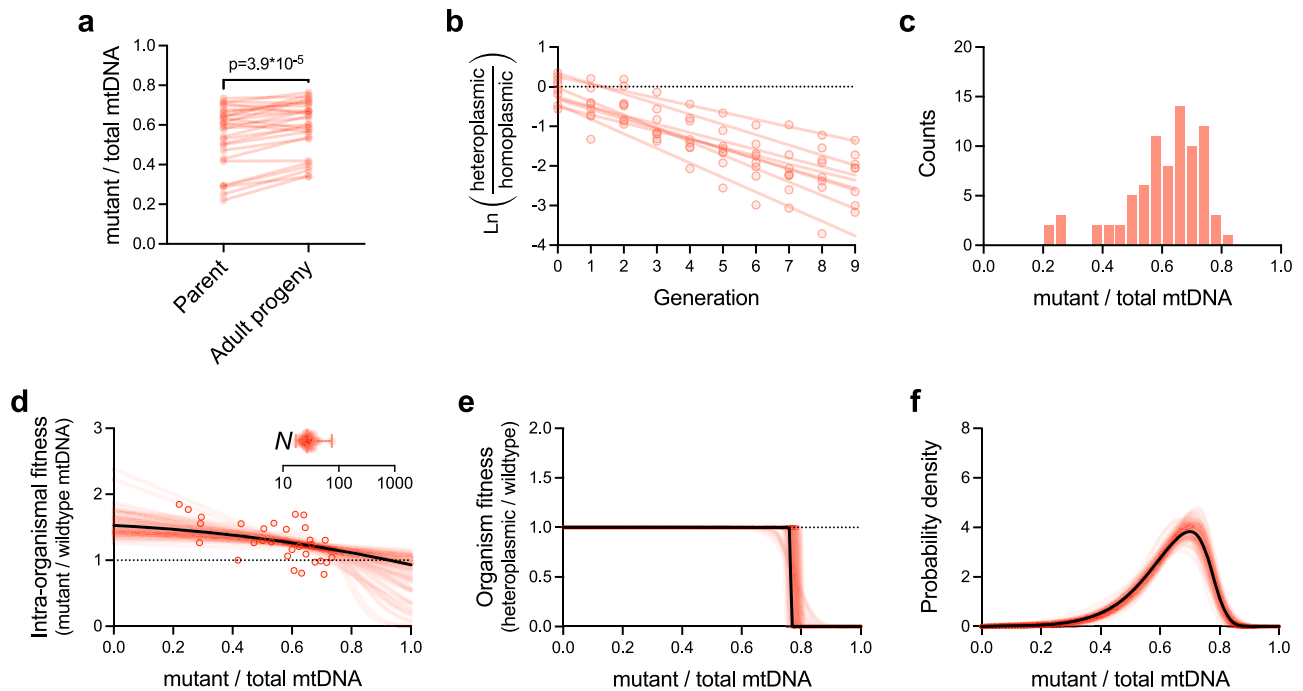 a
mutant / total mtDNA
1.0
0.8
0.6
0.4
0.2
0.0
p=3.9*10-5
Parent
Adult progeny
b
Ln ( heteroplasmic / homoplasmic )
1
0
-1
-2
-3
-4
0 1 2 3 4 5 6 7 8 9
Generation
c
Counts
20
15
10
5
0
0.0 0.2 0.4 0.6 0.8 1.0
mutant / total mtDNA
d
Intra-organismal fitness
(mutant / wildtype mtDNA)
3
2
1
0
N
10 100 1000
0.0 0.2 0.4 0.6 0.8 1.0
mutant / total mtDNA
e
Organism fitness
(heteroplasmic / wildtype)
2.0
1.5
1.0
0.5
0.0
0.0 0.2 0.4 0.6 0.8 1.0
mutant / total mtDNA
f
Probability density
8
6
4
2
0
0.0 0.2 0.4 0.6 0.8 1.0
mutant / total mtDNA